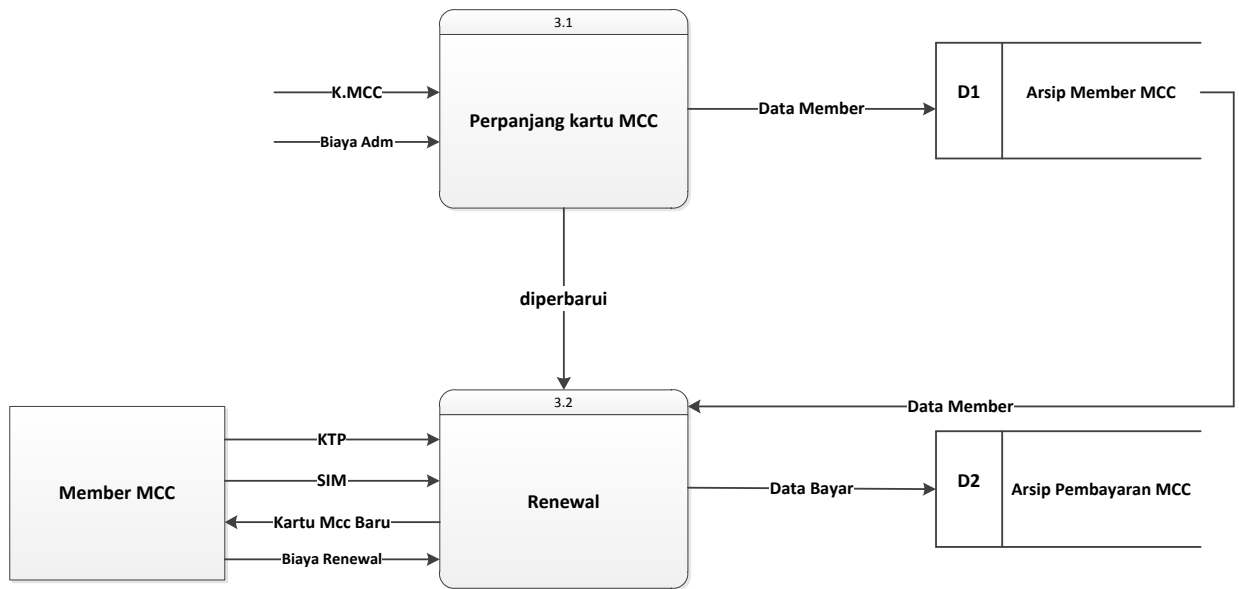 3.1
K.MCC
Biaya Adm
Perpanjang kartu MCC
Data Member
D1
Arsip Member MCC
diperbarui
3.2
Data Member
Member MCC
KTP
SIM
Kartu Mcc Baru
Biaya Renewal
Renewal
Data Bayar
D2
Arsip Pembayaran MCC